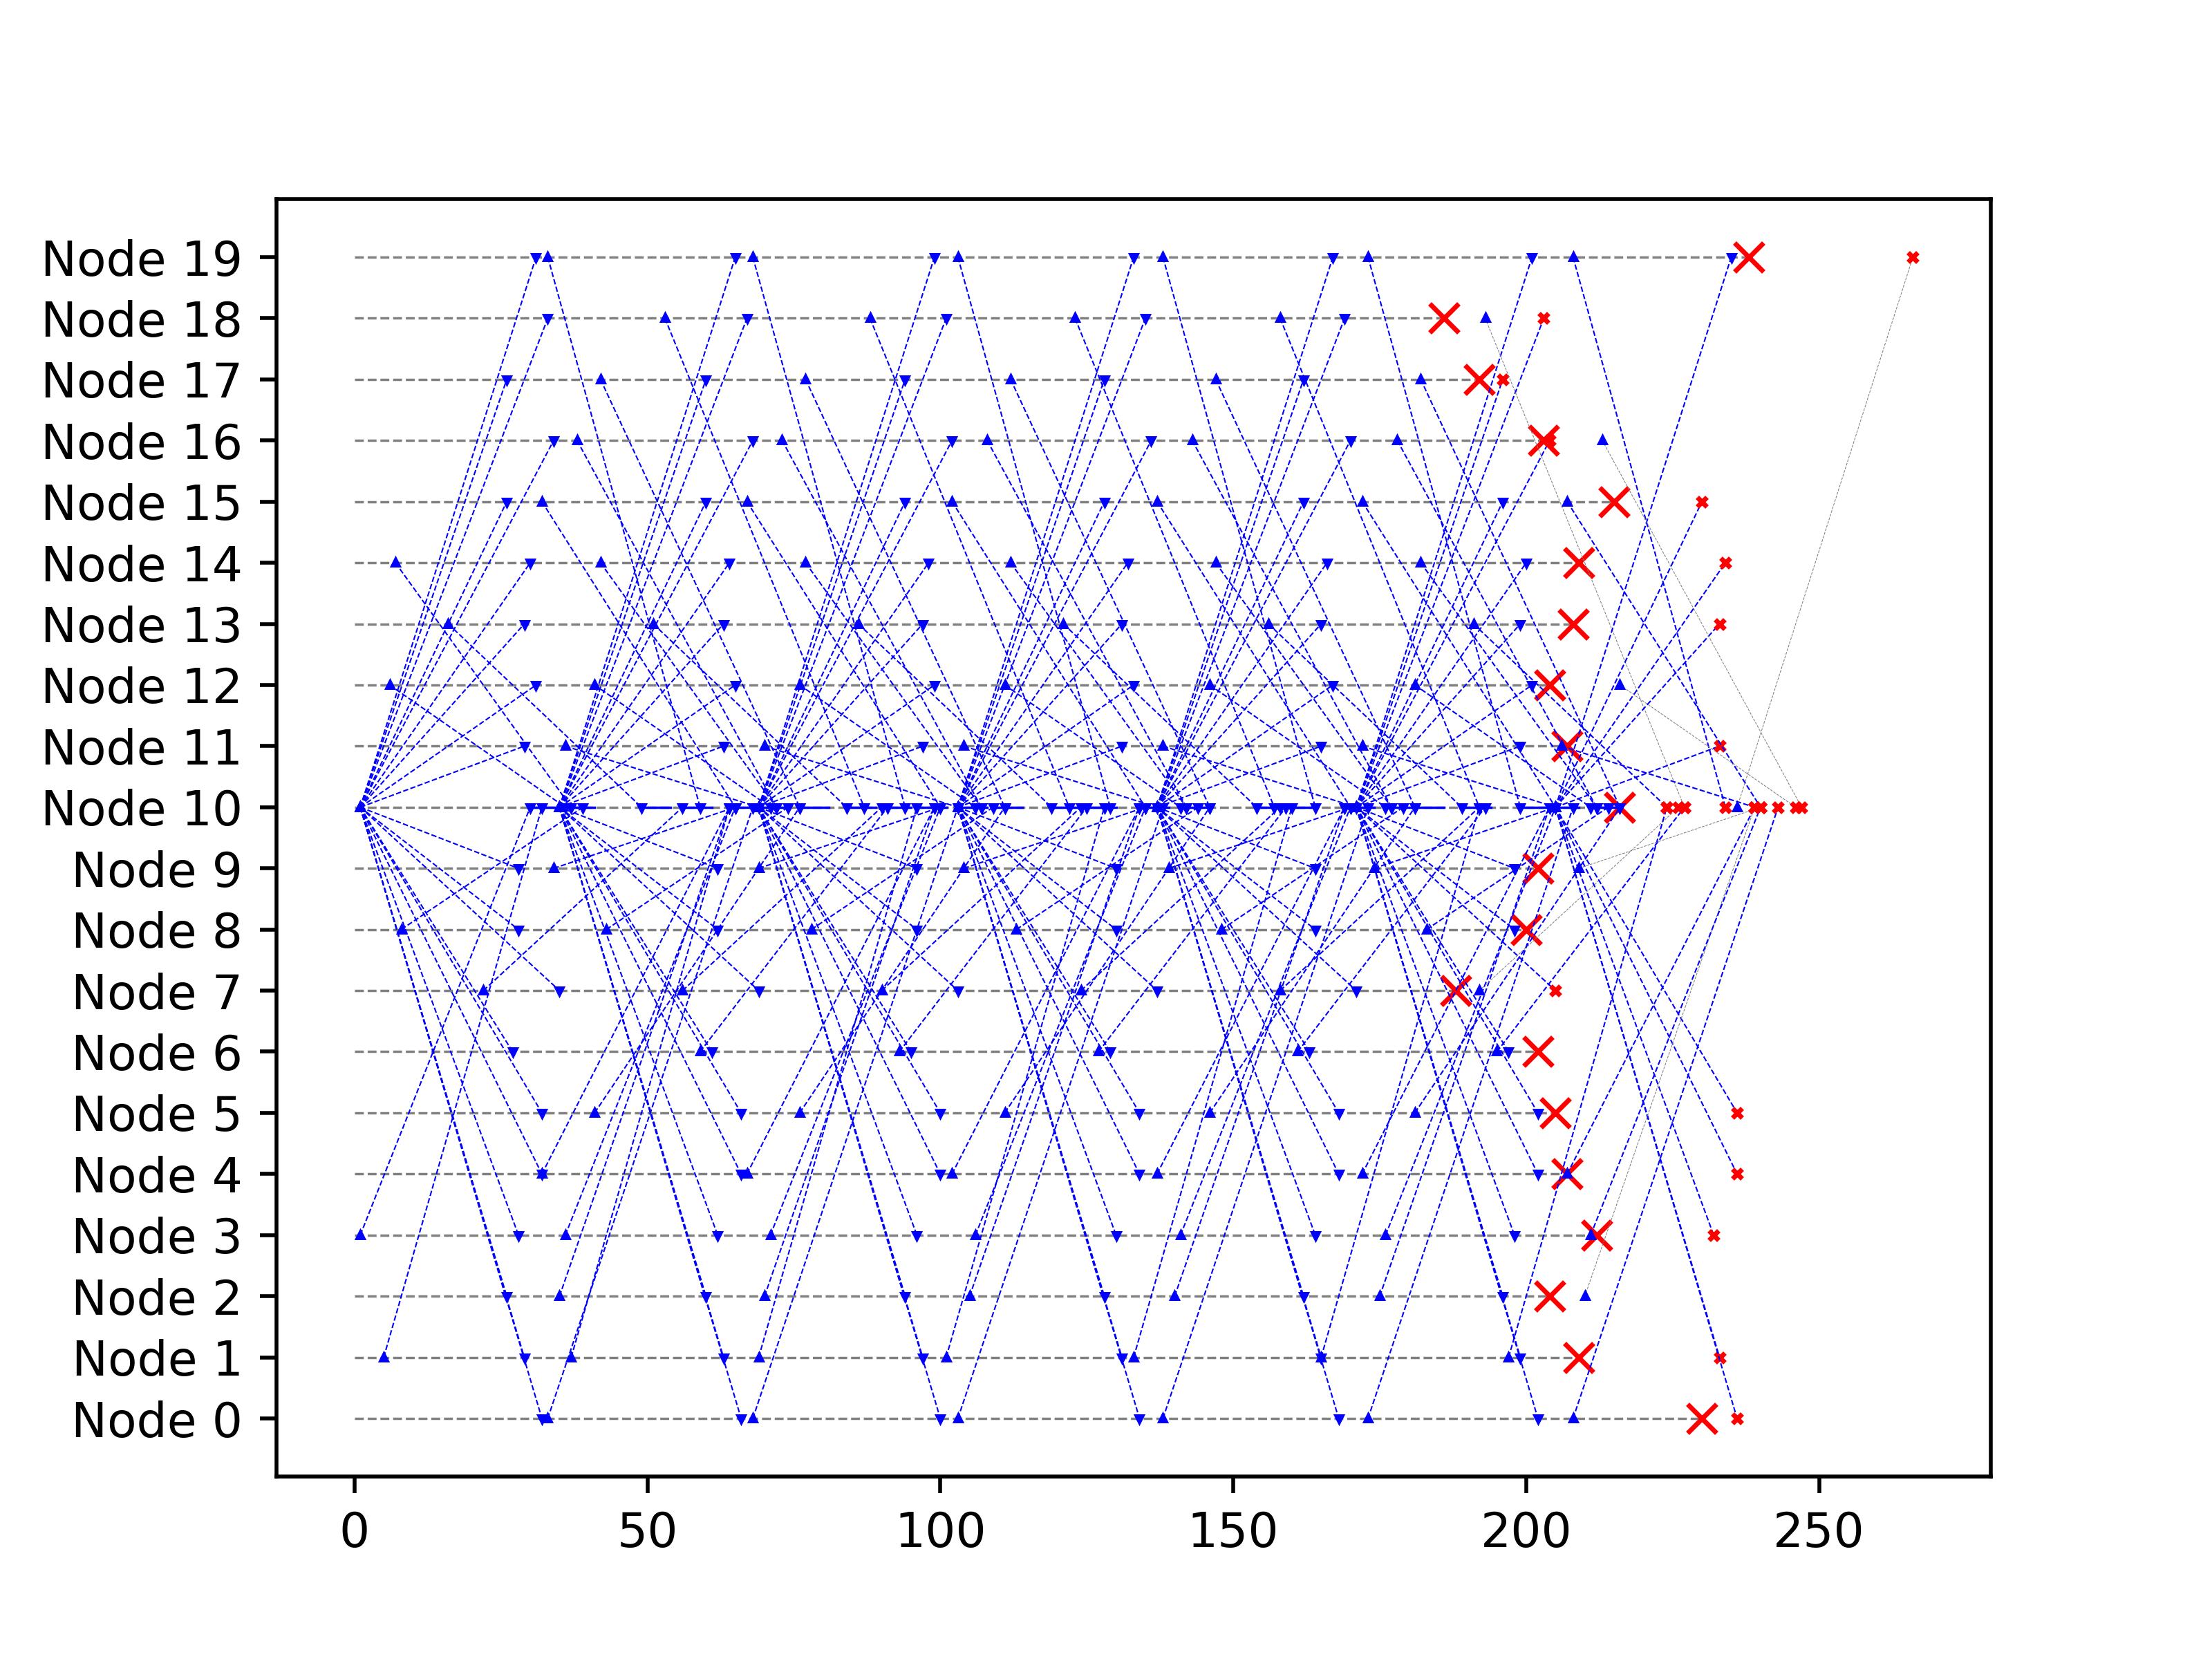 Node 19
Node 18
Node 17
Node 16
Node 15
Node 14
Node 13
Node 12
Node 11
Node 10
Node 9
Node 8
Node 7
Node 6
Node 5
Node 4
Node 3
Node 2
Node 1
Node 0
0 50 100 150 200 250